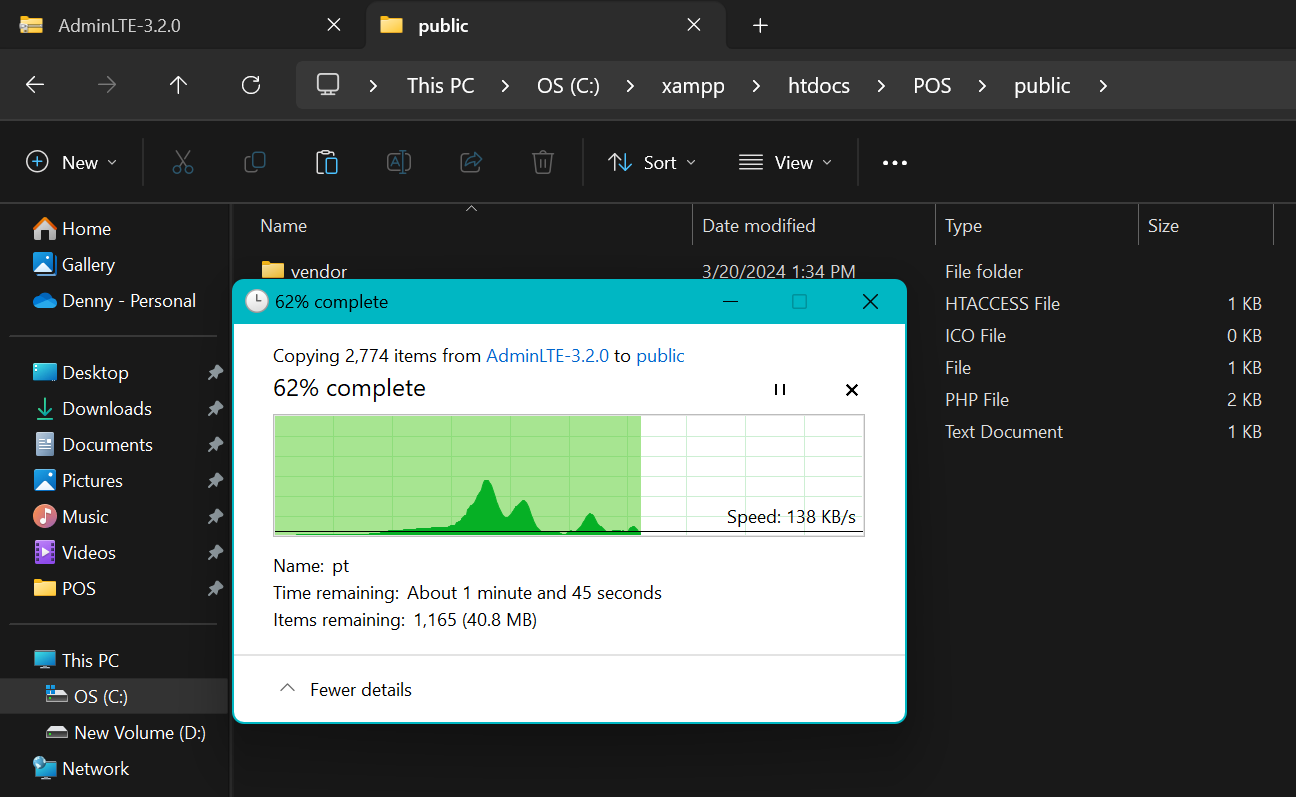 AdminLTE-3.2.0
public
This PC
OS (C:)
xampp
htdocs
POS
public
New
Sort
View
Name
Date modified
Type
Size
Home
Gallery
Denny - Personal
Desktop
Downloads
Documents
Pictures
Music
Videos
POS
This PC
OS (C:)
New Volume (D:)
Network
vendor 3/20/2024 1:34 PM File folder
HTACCESS File 1 KB
ICO File 0 KB
File 1 KB
PHP File 2 KB
Text Document 1 KB
62% complete
Copying 2,774 items from AdminLTE-3.2.0 to public
62% complete
Speed: 138 KB/s
Name: pt
Time remaining: About 1 minute and 45 seconds
Items remaining: 1,165 (40.8 MB)
Fewer details